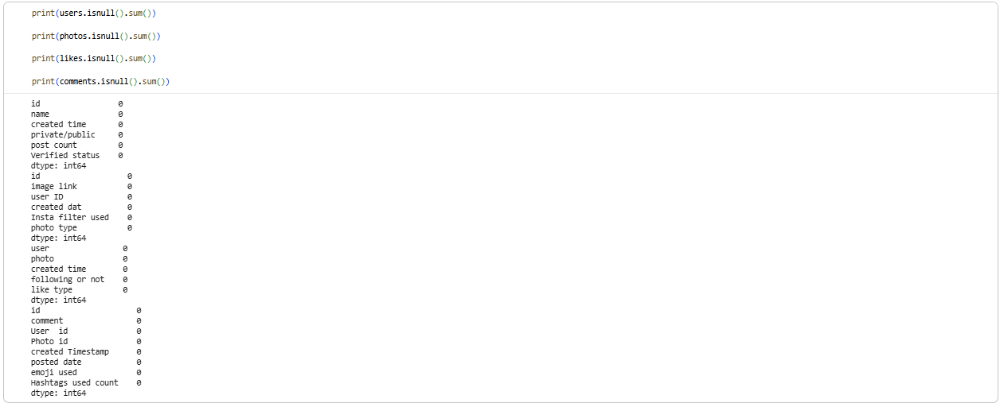 print(users.isnull().sum())
print(photos.isnull().sum())
print(likes.isnull().sum())
print(comments.isnull().sum())
id 0
name 0
created time 0
private/public 0
post count 0
Verified status 0
dtype: int64
id 0
image link 0
user ID 0
created dat 0
Insta filter used 0
photo type 0
dtype: int64
user 0
photo 0
created time 0
following or not 0
like type 0
dtype: int64
id 0
comment 0
User  id 0
Photo id 0
created Timestamp 0
posted date 0
emoji used 0
Hashtags used count 0
dtype: int64